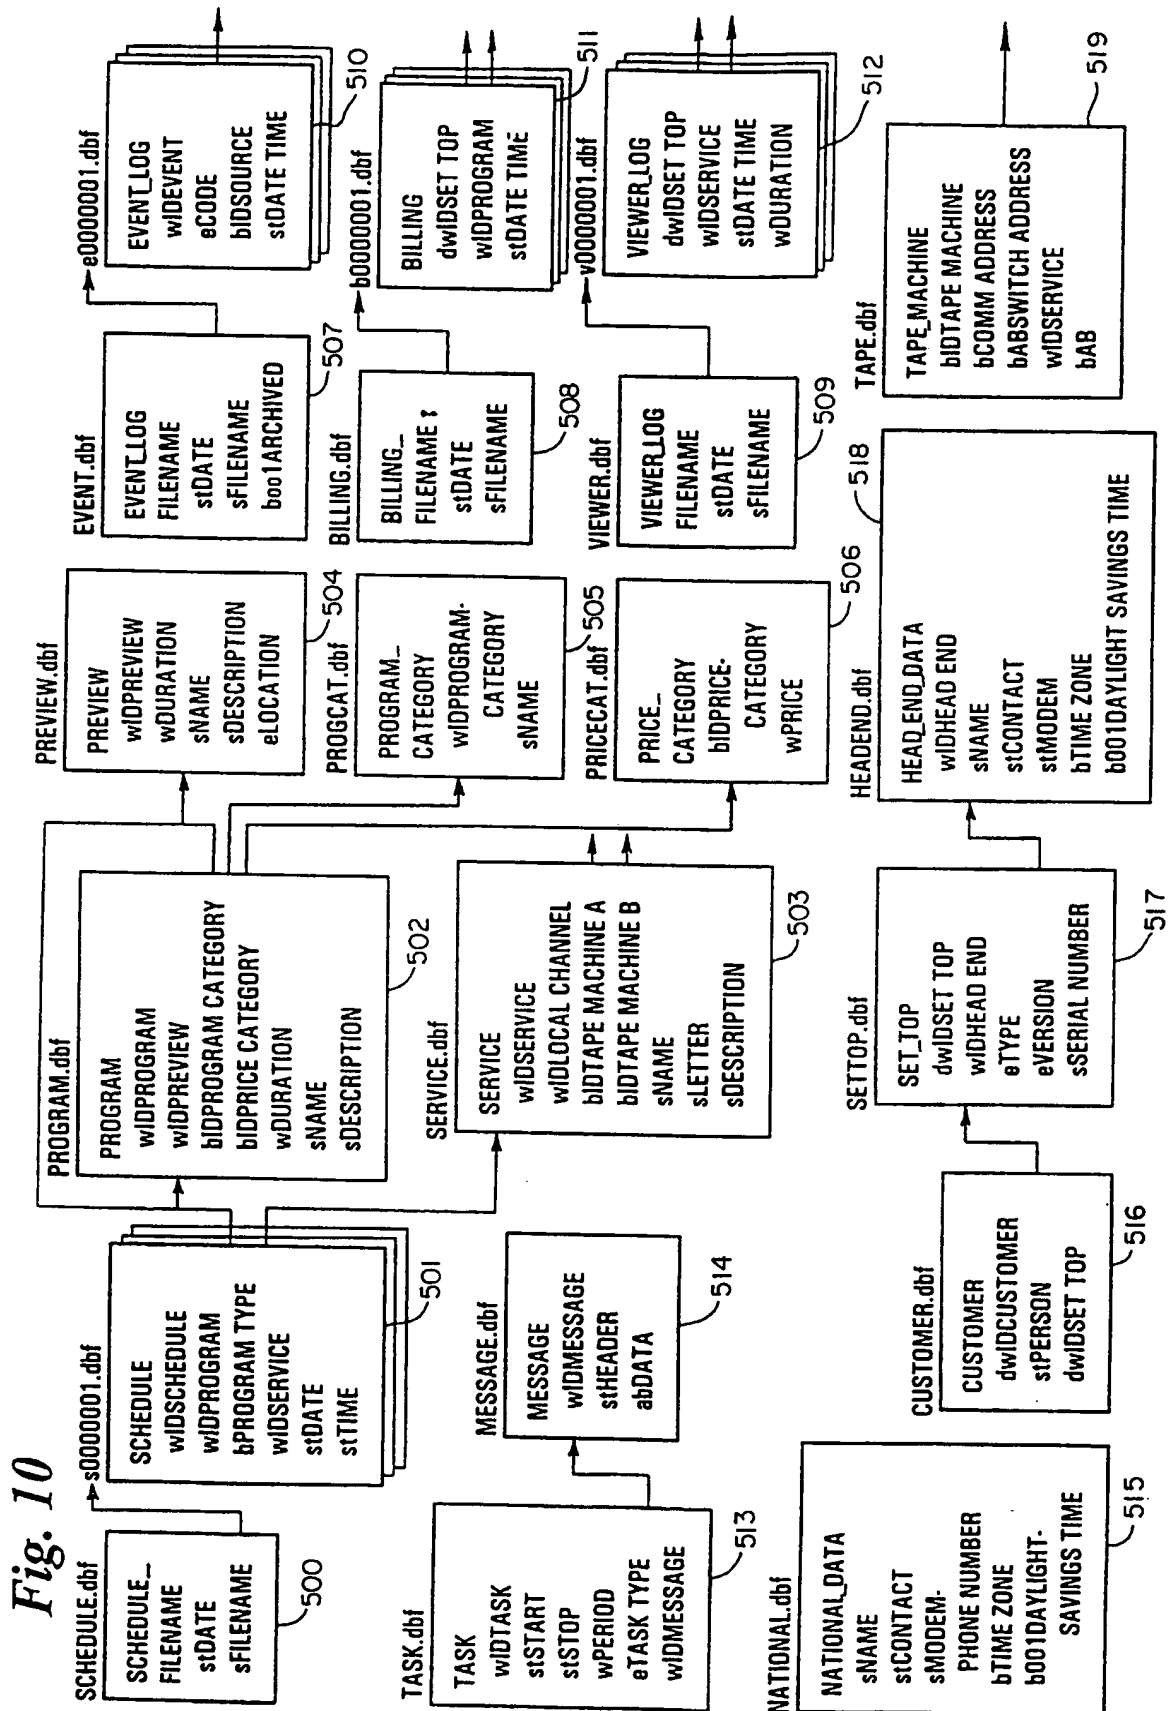 Fig. 10
SCHEDULE.dbf
SCHEDULE_
FILENAME
stDATE
sFILENAME
500
s0000001.dbf
SCHEDULE
wIDSCHEDULE
wIDPROGRAM
bPROGRAM TYPE
wIDSERVICE
stDATE
stTIME
501
PROGRAM.dbf
PROGRAM
wIDPROGRAM
wIDPREVIEW
bIDPROGRAM CATEGORY
bIDPRICE CATEGORY
wDURATION
sNAME
sDESCRIPTION
502
SERVICE.dbf
SERVICE
wIDSERVICE
wIDLOCAL CHANNEL
bIDTAPE MACHINE A
bIDTAPE MACHINE B
sNAME
sLETTER
sDESCRIPTION
503
PREVIEW.dbf
PREVIEW
wIDPREVIEW
wDURATION
sNAME
sDESCRIPTION
eLOCATION
504
PROGCAT.dbf
PROGRAM_
CATEGORY
wIDPROGRAM-
CATEGORY
sNAME
505
PRICECAT.dbf
PRICE_
CATEGORY
bIDPRICE-
CATEGORY
wPRICE
506
EVENT.dbf
EVENT_LOG
FILENAME
stDATE
sFILENAME
boo1ARCHIVED
507
BILLING.dbf
BILLING_
FILENAME
stDATE
sFILENAME
508
VIEWER.dbf
VIEWER_LOG
FILENAME
stDATE
sFILENAME
509
e0000001.dbf
EVENT_LOG
wIDEVENT
eCODE
bIDSOURCE
stDATE TIME
510
b0000001.dbf
BILLING
dwIDSET TOP
wIDPROGRAM
stDATE TIME
511
v0000001.dbf
VIEWER_LOG
dwIDSET TOP
wIDSERVICE
stDATE TIME
wDURATION
512
TASK.dbf
TASK
wIDTASK
stSTART
stSTOP
wPERIOD
eTASK TYPE
wIDMESSAGE
513
MESSAGE.dbf
MESSAGE
wIDMESSAGE
stHEADER
abDATA
514
NATIONAL.dbf
NATIONAL_DATA
sNAME
stCONTACT
sMODEM-
PHONE NUMBER
bTIME ZONE
b001DAYLIGHT-
SAVINGS TIME
515
CUSTOMER.dbf
CUSTOMER
dwIDCUSTOMER
stPERSON
dwIDSET TOP
516
SETTOP.dbf
SET_TOP
dwIDSET TOP
wIDHEAD END
eTYPE
eVERSION
sSERIAL NUMBER
517
HEADEND.dbf
HEAD_END_DATA
wIDHEAD END
sNAME
stCONTACT
stMODEM
bTIME ZONE
b001DAYLIGHT SAVINGS TIME
518
TAPE.dbf
TAPE_MACHINE
bIDTAPE MACHINE
bCOMM ADDRESS
bABSWITCH ADDRESS
wIDSERVICE
bAB
519